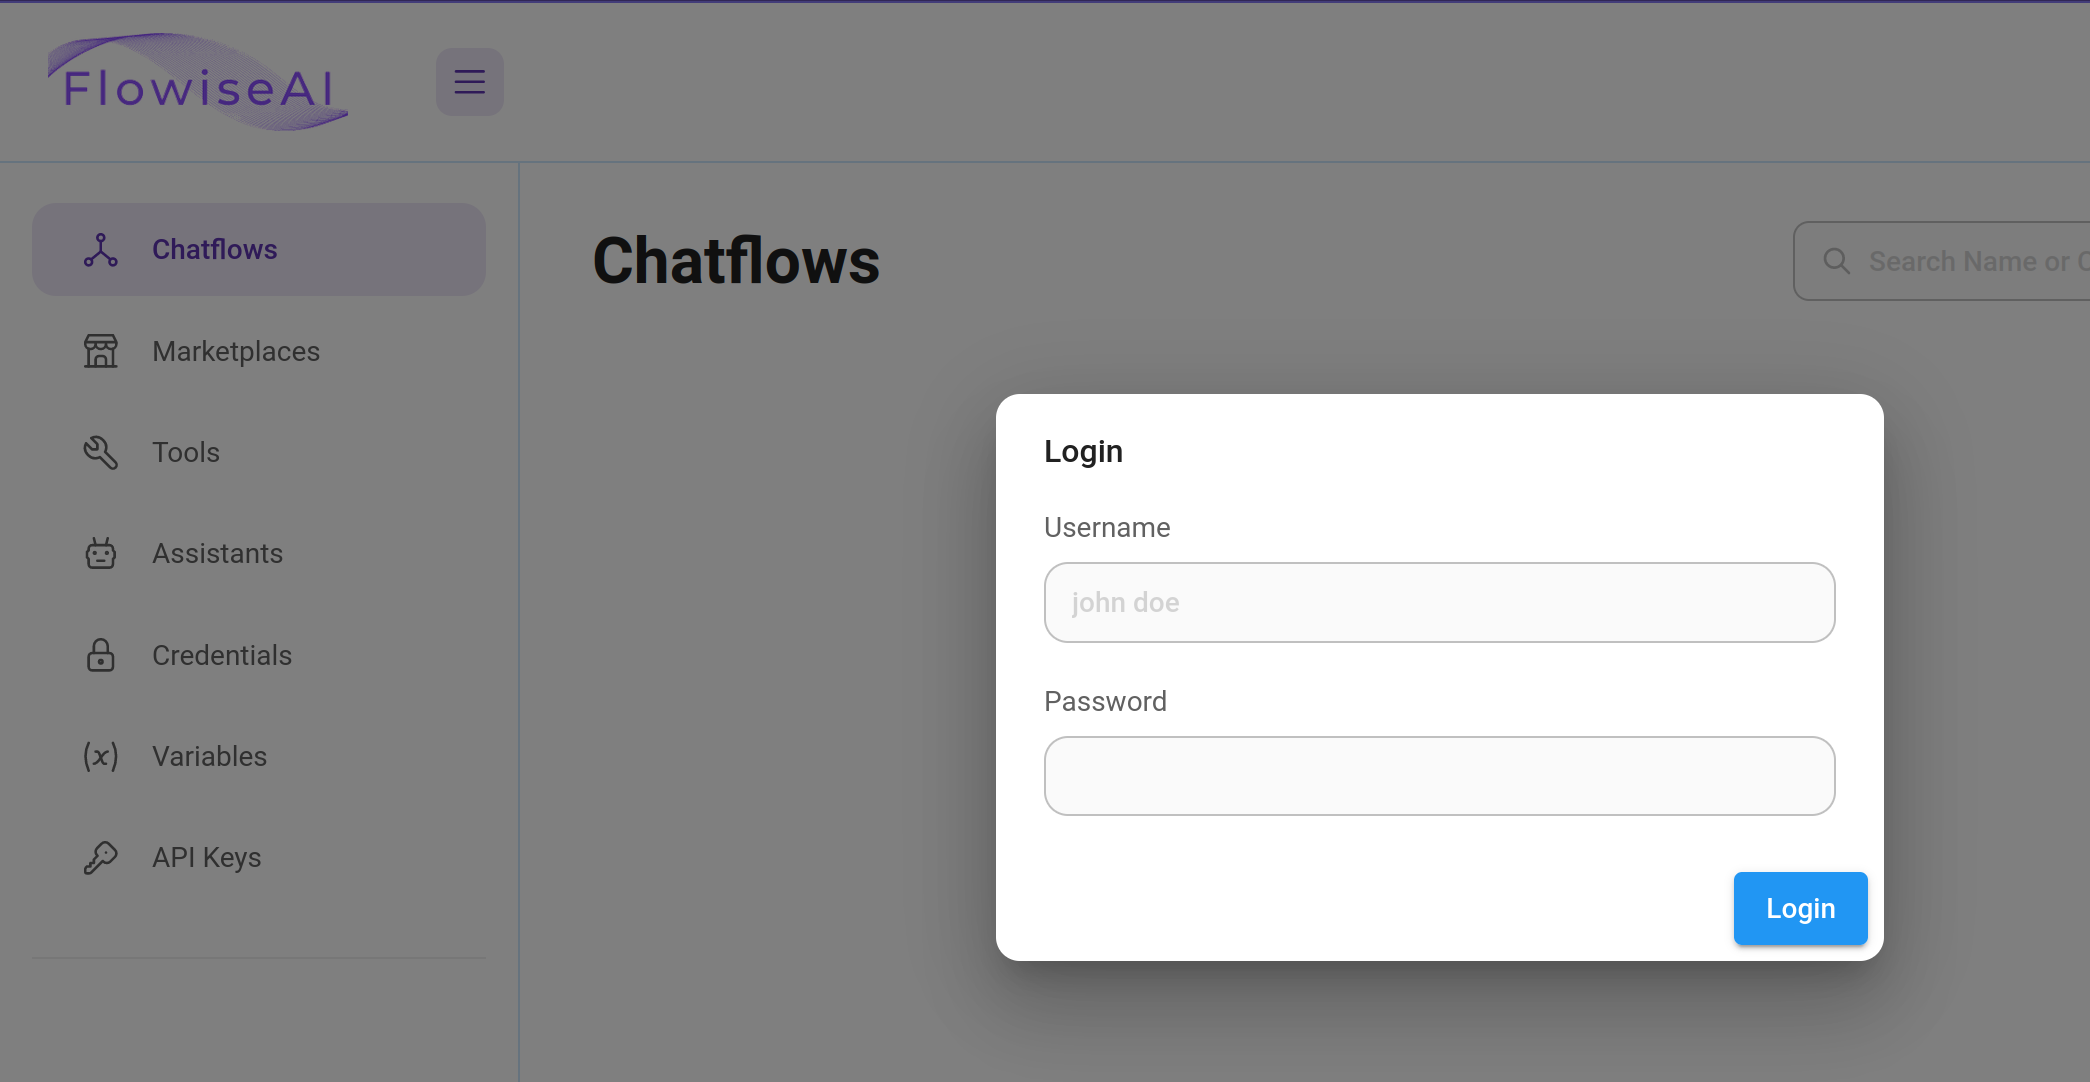 FlowiseAI
Chatflows
Marketplaces
Tools
Assistants
Credentials
Variables
API Keys
Chatflows
Search Name or C
Login
Username
john doe
Password
Login